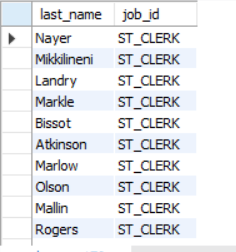 last_name job_id
Nayer ST_CLERK
Mikkilineni ST_CLERK
Landry ST_CLERK
Markle ST_CLERK
Bissot ST_CLERK
Atkinson ST_CLERK
Marlow ST_CLERK
Olson ST_CLERK
Mallin ST_CLERK
Rogers ST_CLERK